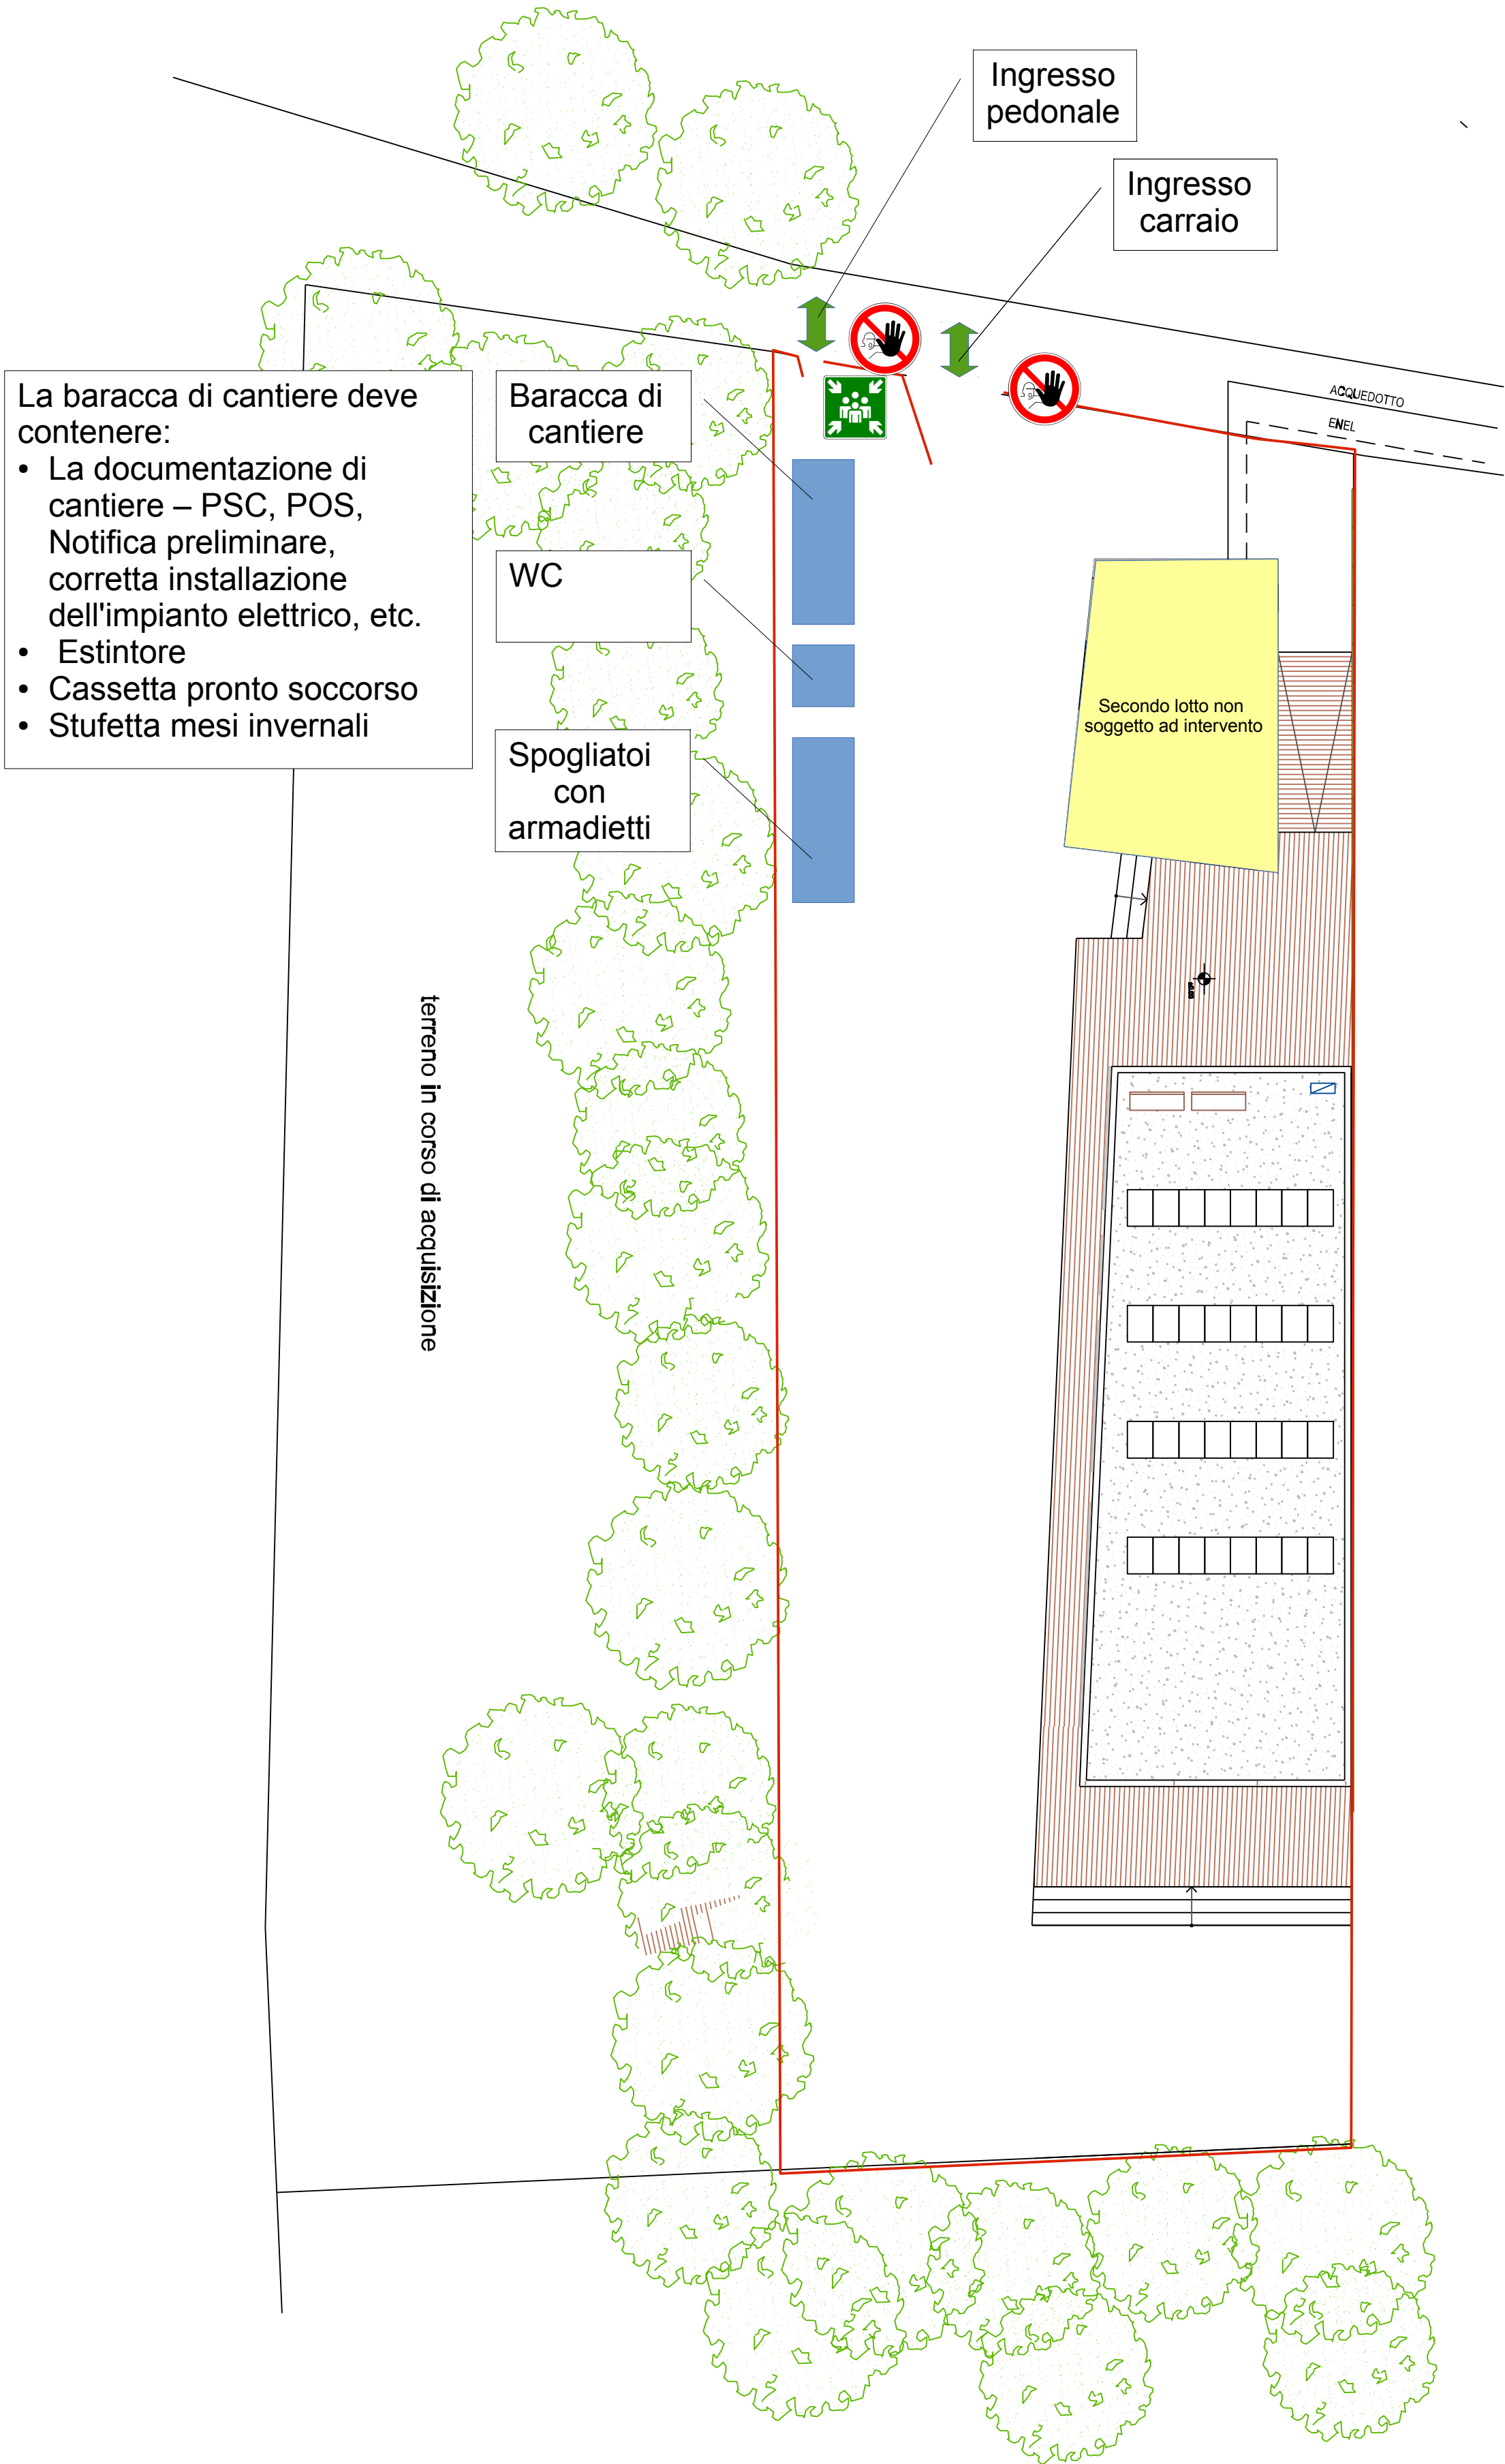 Ingresso
pedonale
Ingresso
carraio
ACQUEDOTTO
ENEL
La baracca di cantiere deve
contenere:
• La documentazione di
cantiere – PSC, POS,
Notifica preliminare,
corretta installazione
dell'impianto elettrico, etc.
• Estintore
• Cassetta pronto soccorso
• Stufetta mesi invernali
Baracca di
cantiere
WC
Spogliatoi
con
armadietti
Secondo lotto non
soggetto ad intervento
terreno in corso di acquisizione